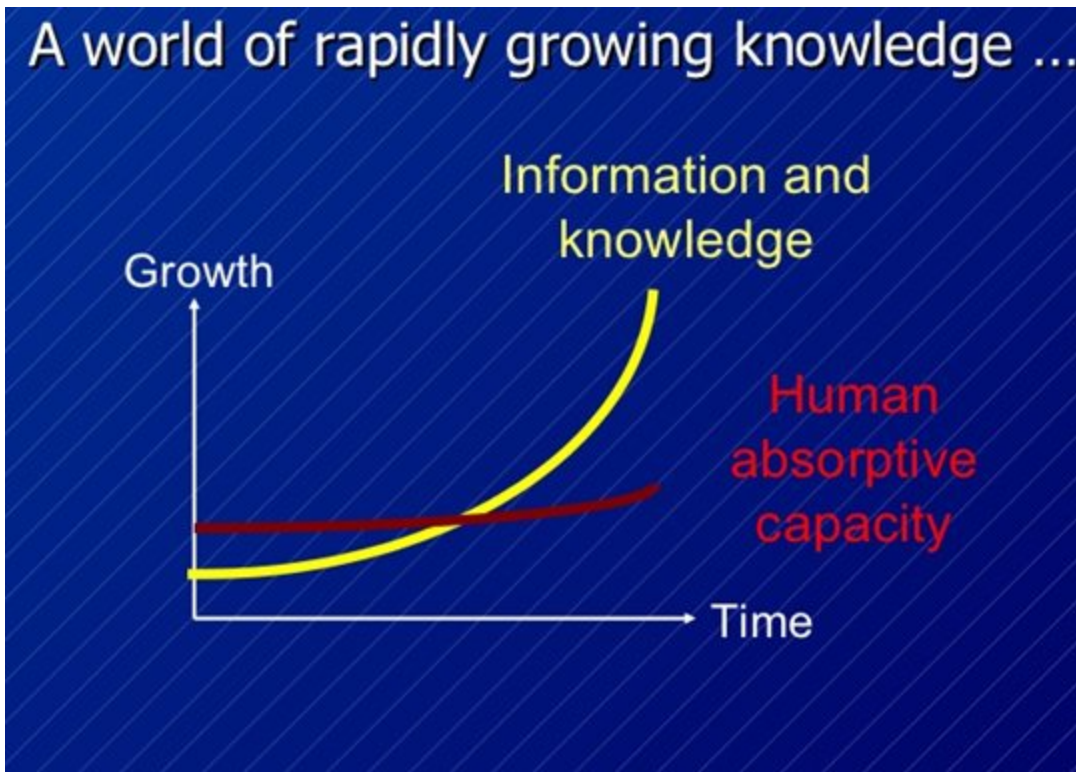 A world of rapidly growing knowledge ...
Information and
knowledge
Growth
Human
absorptive
capacity
Time